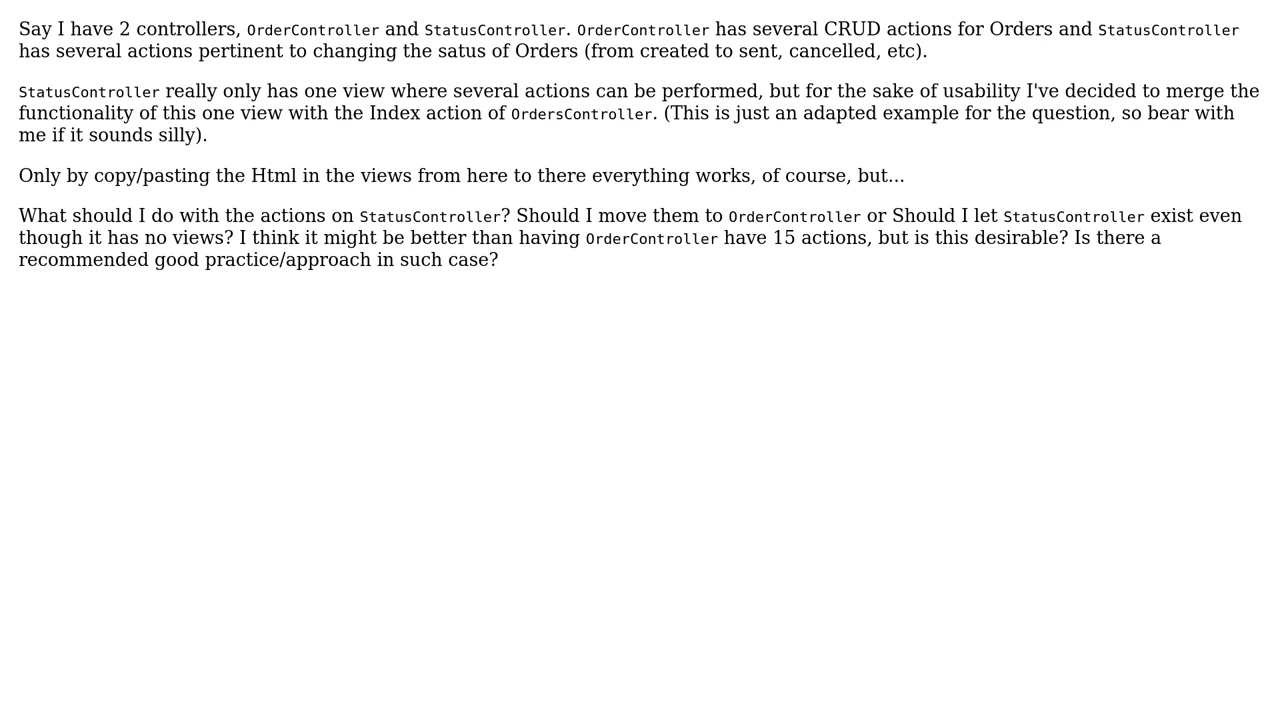 Say I have 2 controllers, OrderController and StatusController. OrderController has several CRUD actions for Orders and StatusController
has several actions pertinent to changing the satus of Orders (from created to sent, cancelled, etc).
StatusController really only has one view where several actions can be performed, but for the sake of usability I've decided to merge the
functionality of this one view with the Index action of OrdersController. (This is just an adapted example for the question, so bear with
me if it sounds silly).
Only by copy/pasting the Html in the views from here to there everything works, of course, but...
What should I do with the actions on StatusController? Should I move them to OrderController or Should I let StatusController exist even
though it has no views? I think it might be better than having OrderController have 15 actions, but is this desirable? Is there a
recommended good practice/approach in such case?